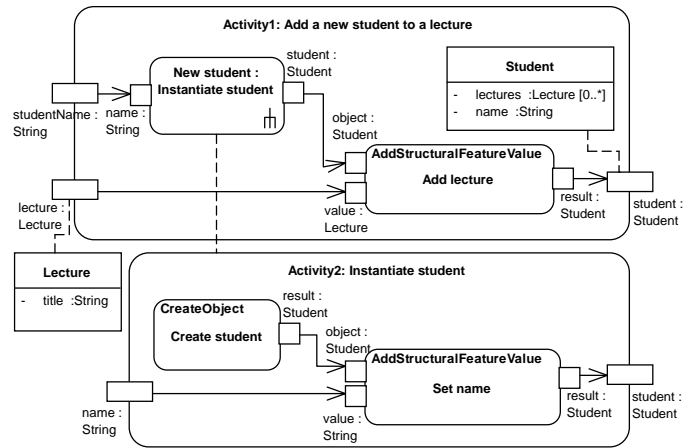 Activity1: Add a new student to a lecture
studentName :
String
name :
String
New student :
Instantiate student
student :
Student
object :
Student
Student
- lectures :Lecture [0..*]
- name :String
AddStructuralFeatureValue
Add lecture
lecture :
Lecture
value :
Lecture
result :
Student
student :
Student
Lecture
- title :String
Activity2: Instantiate student
CreateObject
Create student
result :
Student
object :
Student
AddStructuralFeatureValue
Set name
name :
String
value :
String
result :
Student
student :
Student